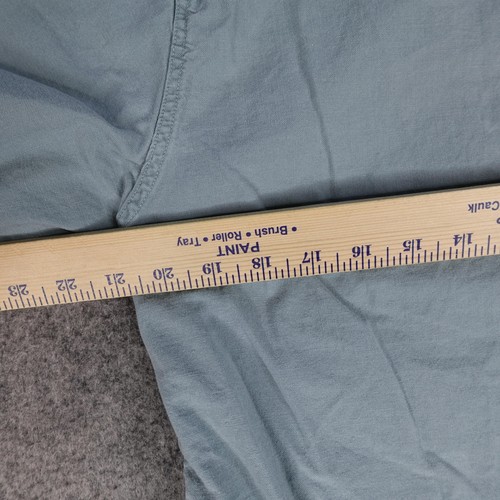 Caulk
• Brush • Roller • Tray
PAINT
14 15 16 17 18 19 20 21 22 23